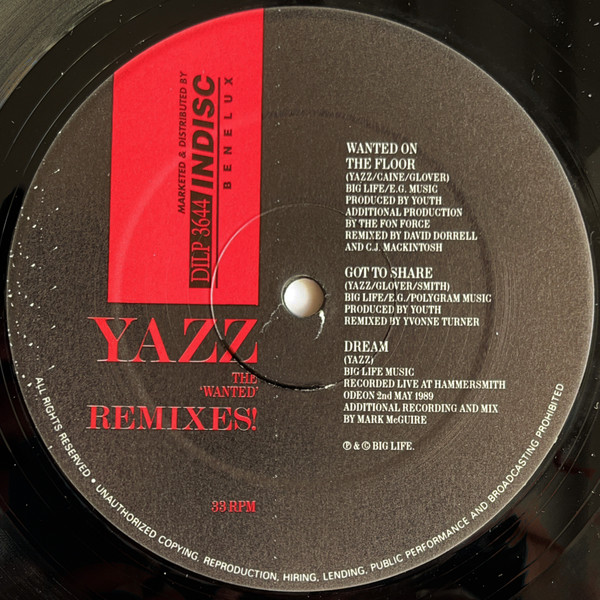 MARKETED & DISTRIBUTED BY
DILP 3644 INDISC
BENELUX
YAZZ
THE
'WANTED'
REMIXES!
33 RPM
WANTED ON
THE FLOOR
(YAZZ/CAINE/GLOVER)
BIG LIFE/E.G. MUSIC
PRODUCED BY YOUTH
ADDITIONAL PRODUCTION
BY THE FON FORCE
REMIXED BY DAVID DORRELL
AND C.J. MACKINTOSH
GOT TO SHARE
(YAZZ/GLOVER/SMITH)
BIG LIFE/E.G./POLYGRAM MUSIC
PRODUCED BY YOUTH
REMIXED BY YVONNE TURNER
DREAM
(YAZZ)
BIG LIFE MUSIC
RECORDED LIVE AT HAMMERSMITH
ODEON 2nd MAY 1989
ADDITIONAL RECORDING AND MIX
BY MARK McGUIRE
℗ & © BIG LIFE.
ALL RIGHTS RESERVED • UNAUTHORIZED COPYING, REPRODUCTION, HIRING, LENDING, PUBLIC PERFORMANCE AND BROADCASTING PROHIBITED